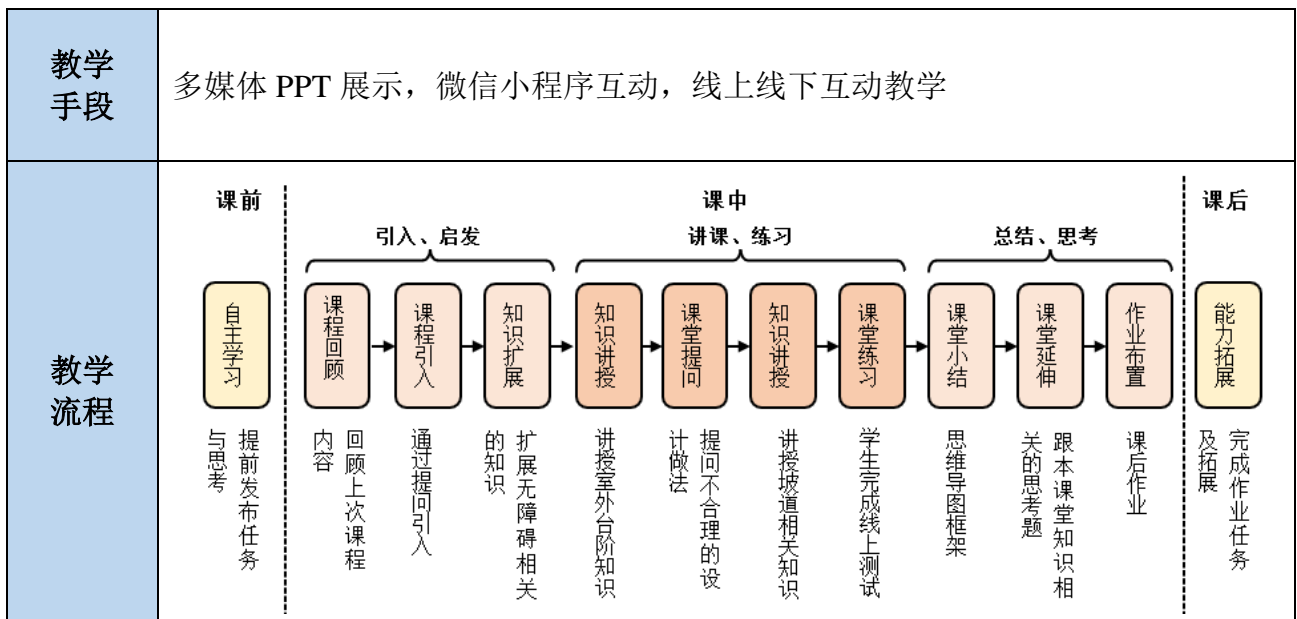 教学
手段
多媒体 PPT 展示，微信小程序互动，线上线下互动教学
教学
流程
课前
课中
课后
引入、启发
讲课、练习
总结、思考
自主学习
课程回顾
课程引入
知识扩展
知识讲授
课堂提问
知识讲授
课堂练习
课堂小结
课堂延伸
作业布置
能力拓展
提前发布任务
与思考
回顾上次课程
内容
通过提问引入
扩展无障碍相关
的知识
讲授室外台阶知识
提问不合理的设
计做法
讲授坡道相关知识
学生完成线上测试
思维导图框架
跟本课堂知识相
关的思考题
课后作业
完成作业任务
及拓展